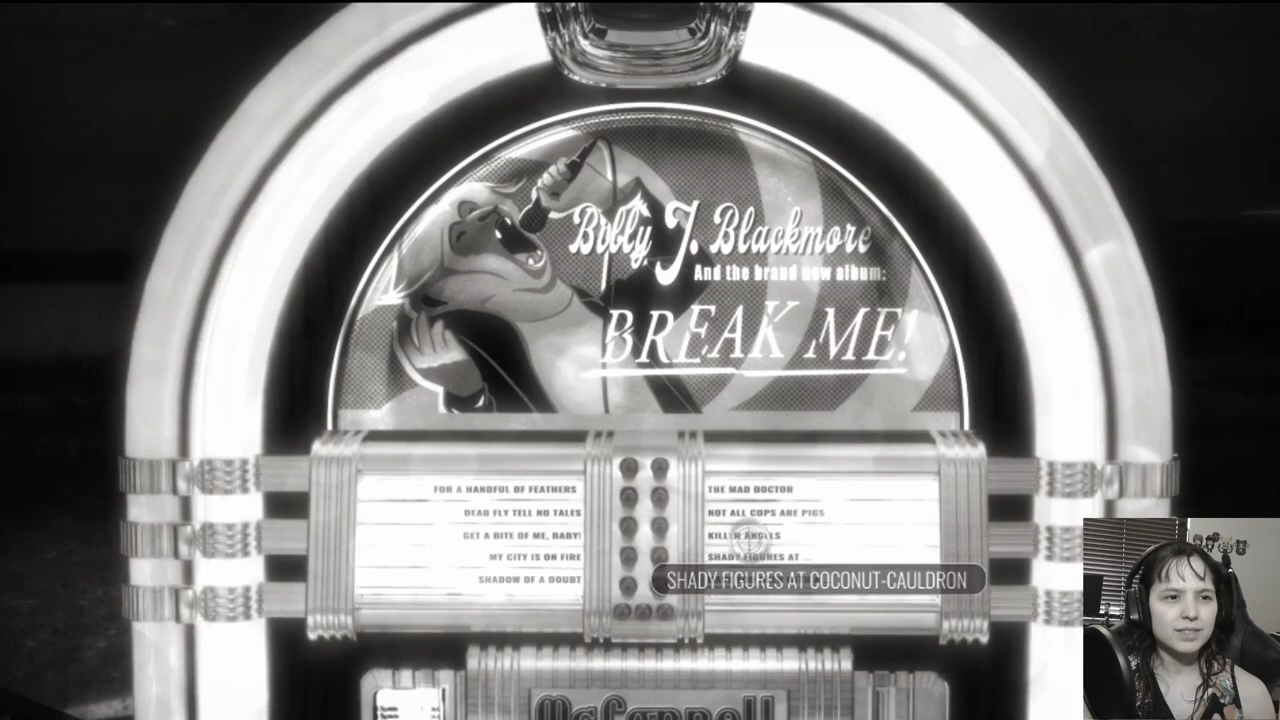 Bobby J. Blackmore
And the brand new album:
BREAK ME!
FOR A HANDFUL OF FEATHERS
DEAD FLY TELL NO TALES
GET A BITE OF ME, BABY!
MY CITY IS ON FIRE
SHADOW OF A DOUBT
THE MAD DOCTOR
NOT ALL COPS ARE PIGS
KILLER ANGELS
SHADY FIGURES AT ...
SHADY FIGURES AT COCONUT-CAULDRON